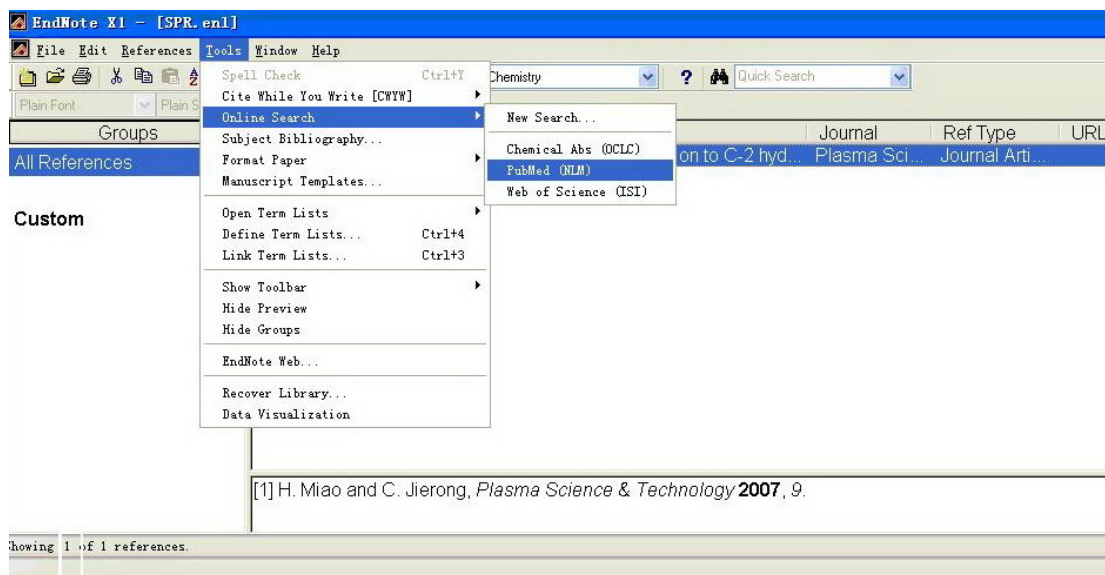 EndNote X1 - [SPR.enl]
File Edit References Tools Window Help
Chemistry ? Quick Search
Plain Font Plain S
Spell Check Ctrl+Y
Cite While You Write [CWYW]
Online Search
Subject Bibliography...
Format Paper
Manuscript Templates...
Open Term Lists
Define Term Lists... Ctrl+4
Link Term Lists... Ctrl+3
Show Toolbar
Hide Preview
Hide Groups
EndNote Web...
Recover Library...
Data Visualization
New Search...
Chemical Abs (OCLC)
PubMed (NLM)
Web of Science (ISI)
Groups
All References
Custom
Journal Ref Type URL
on to C-2 hyd... Plasma Sci... Journal Arti...
[1] H. Miao and C. Jierong, Plasma Science & Technology 2007, 9.
Showing 1 of 1 references.